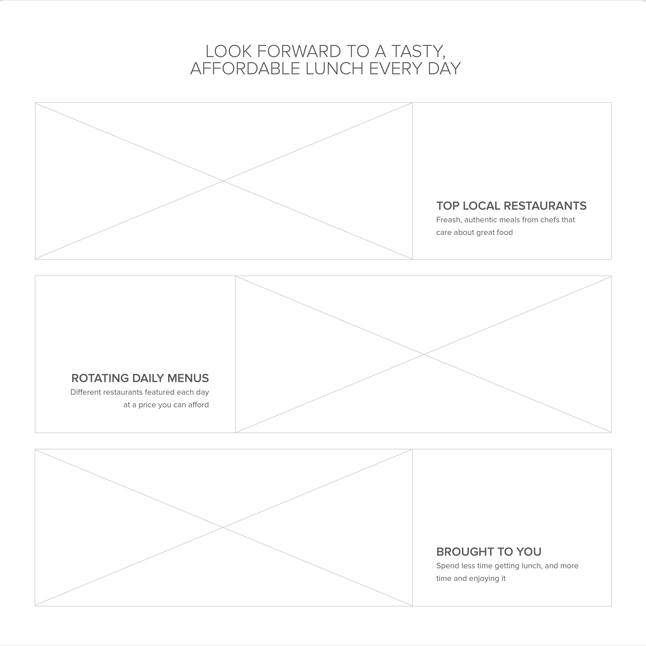 LOOK FORWARD TO A TASTY,
AFFORDABLE LUNCH EVERY DAY
TOP LOCAL RESTAURANTS
Freash, authentic meals from chefs that
care about great food
ROTATING DAILY MENUS
Different restaurants featured each day
at a price you can afford
BROUGHT TO YOU
Spend less time getting lunch, and more
time and enjoying it